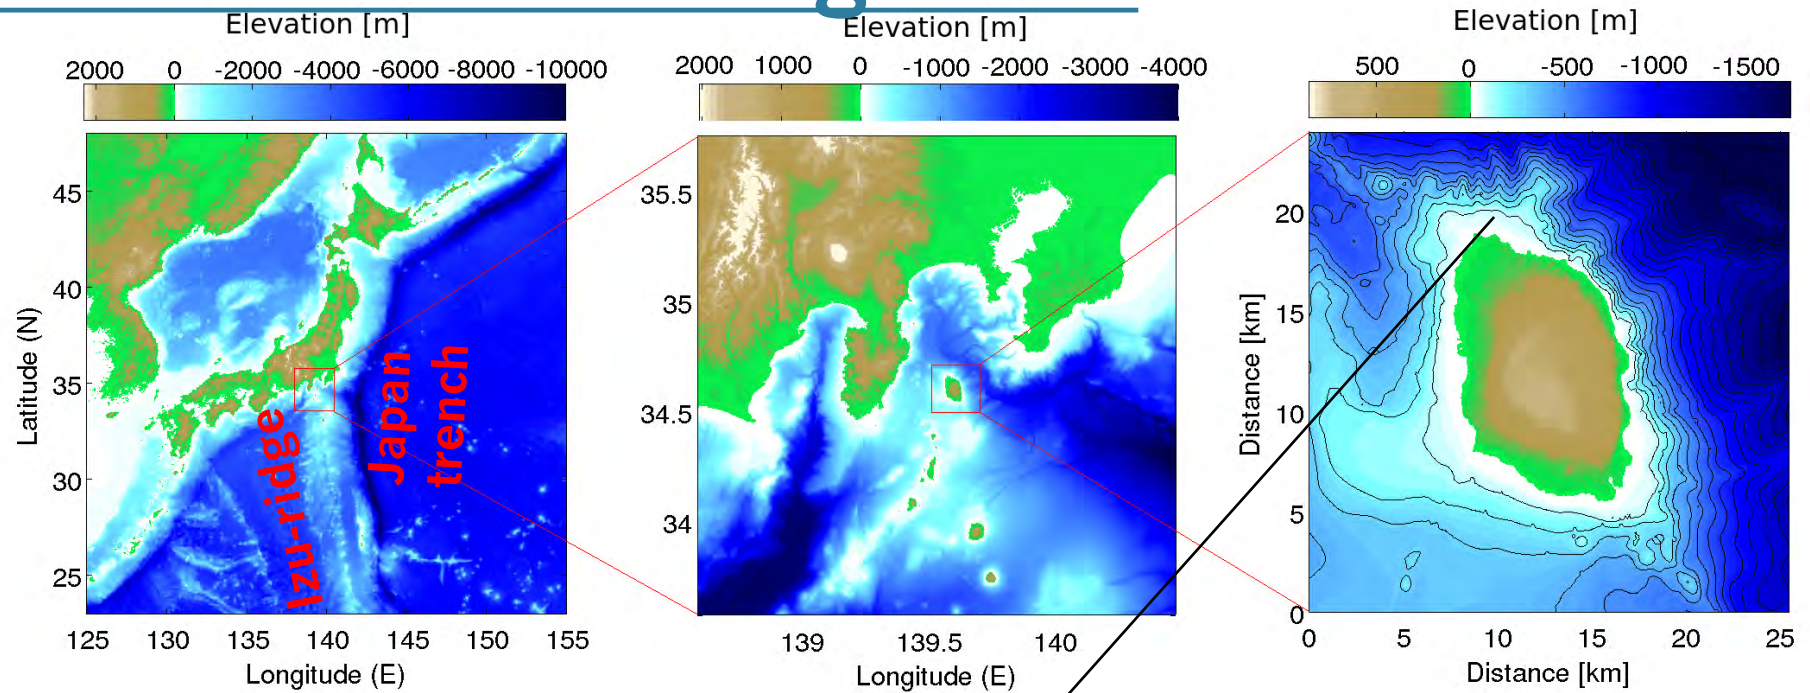 Elevation [m]
2000 0 -2000 -4000 -6000 -8000 -10000
45
40
35
30
25
Latitude (N)
Izu-ridge
Japan
trench
125 130 135 140 145 150 155
Longitude (E)
Elevation [m]
2000 1000 0 -1000 -2000 -3000 -4000
35.5
35
34.5
34
139 139.5 140
Longitude (E)
Elevation [m]
500 0 -500 -1000 -1500
20
15
10
5
0
Distance [km]
0 5 10 15 20 25
Distance [km]